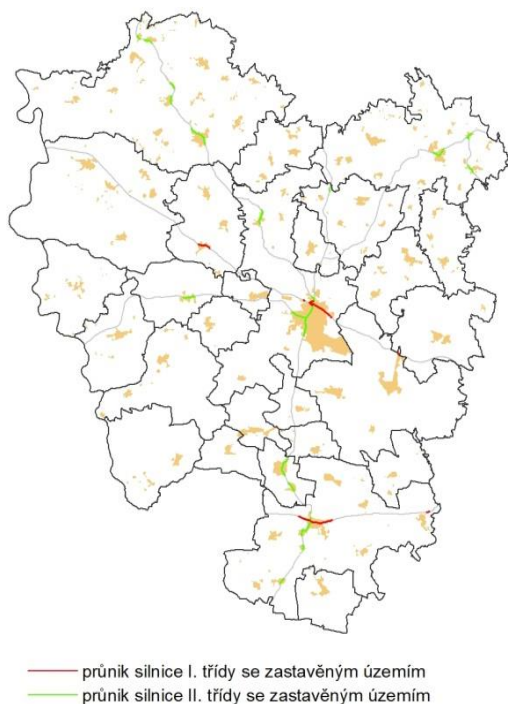 průnik silnice I. třídy se zastavěným územím
průnik silnice II. třídy se zastavěným územím